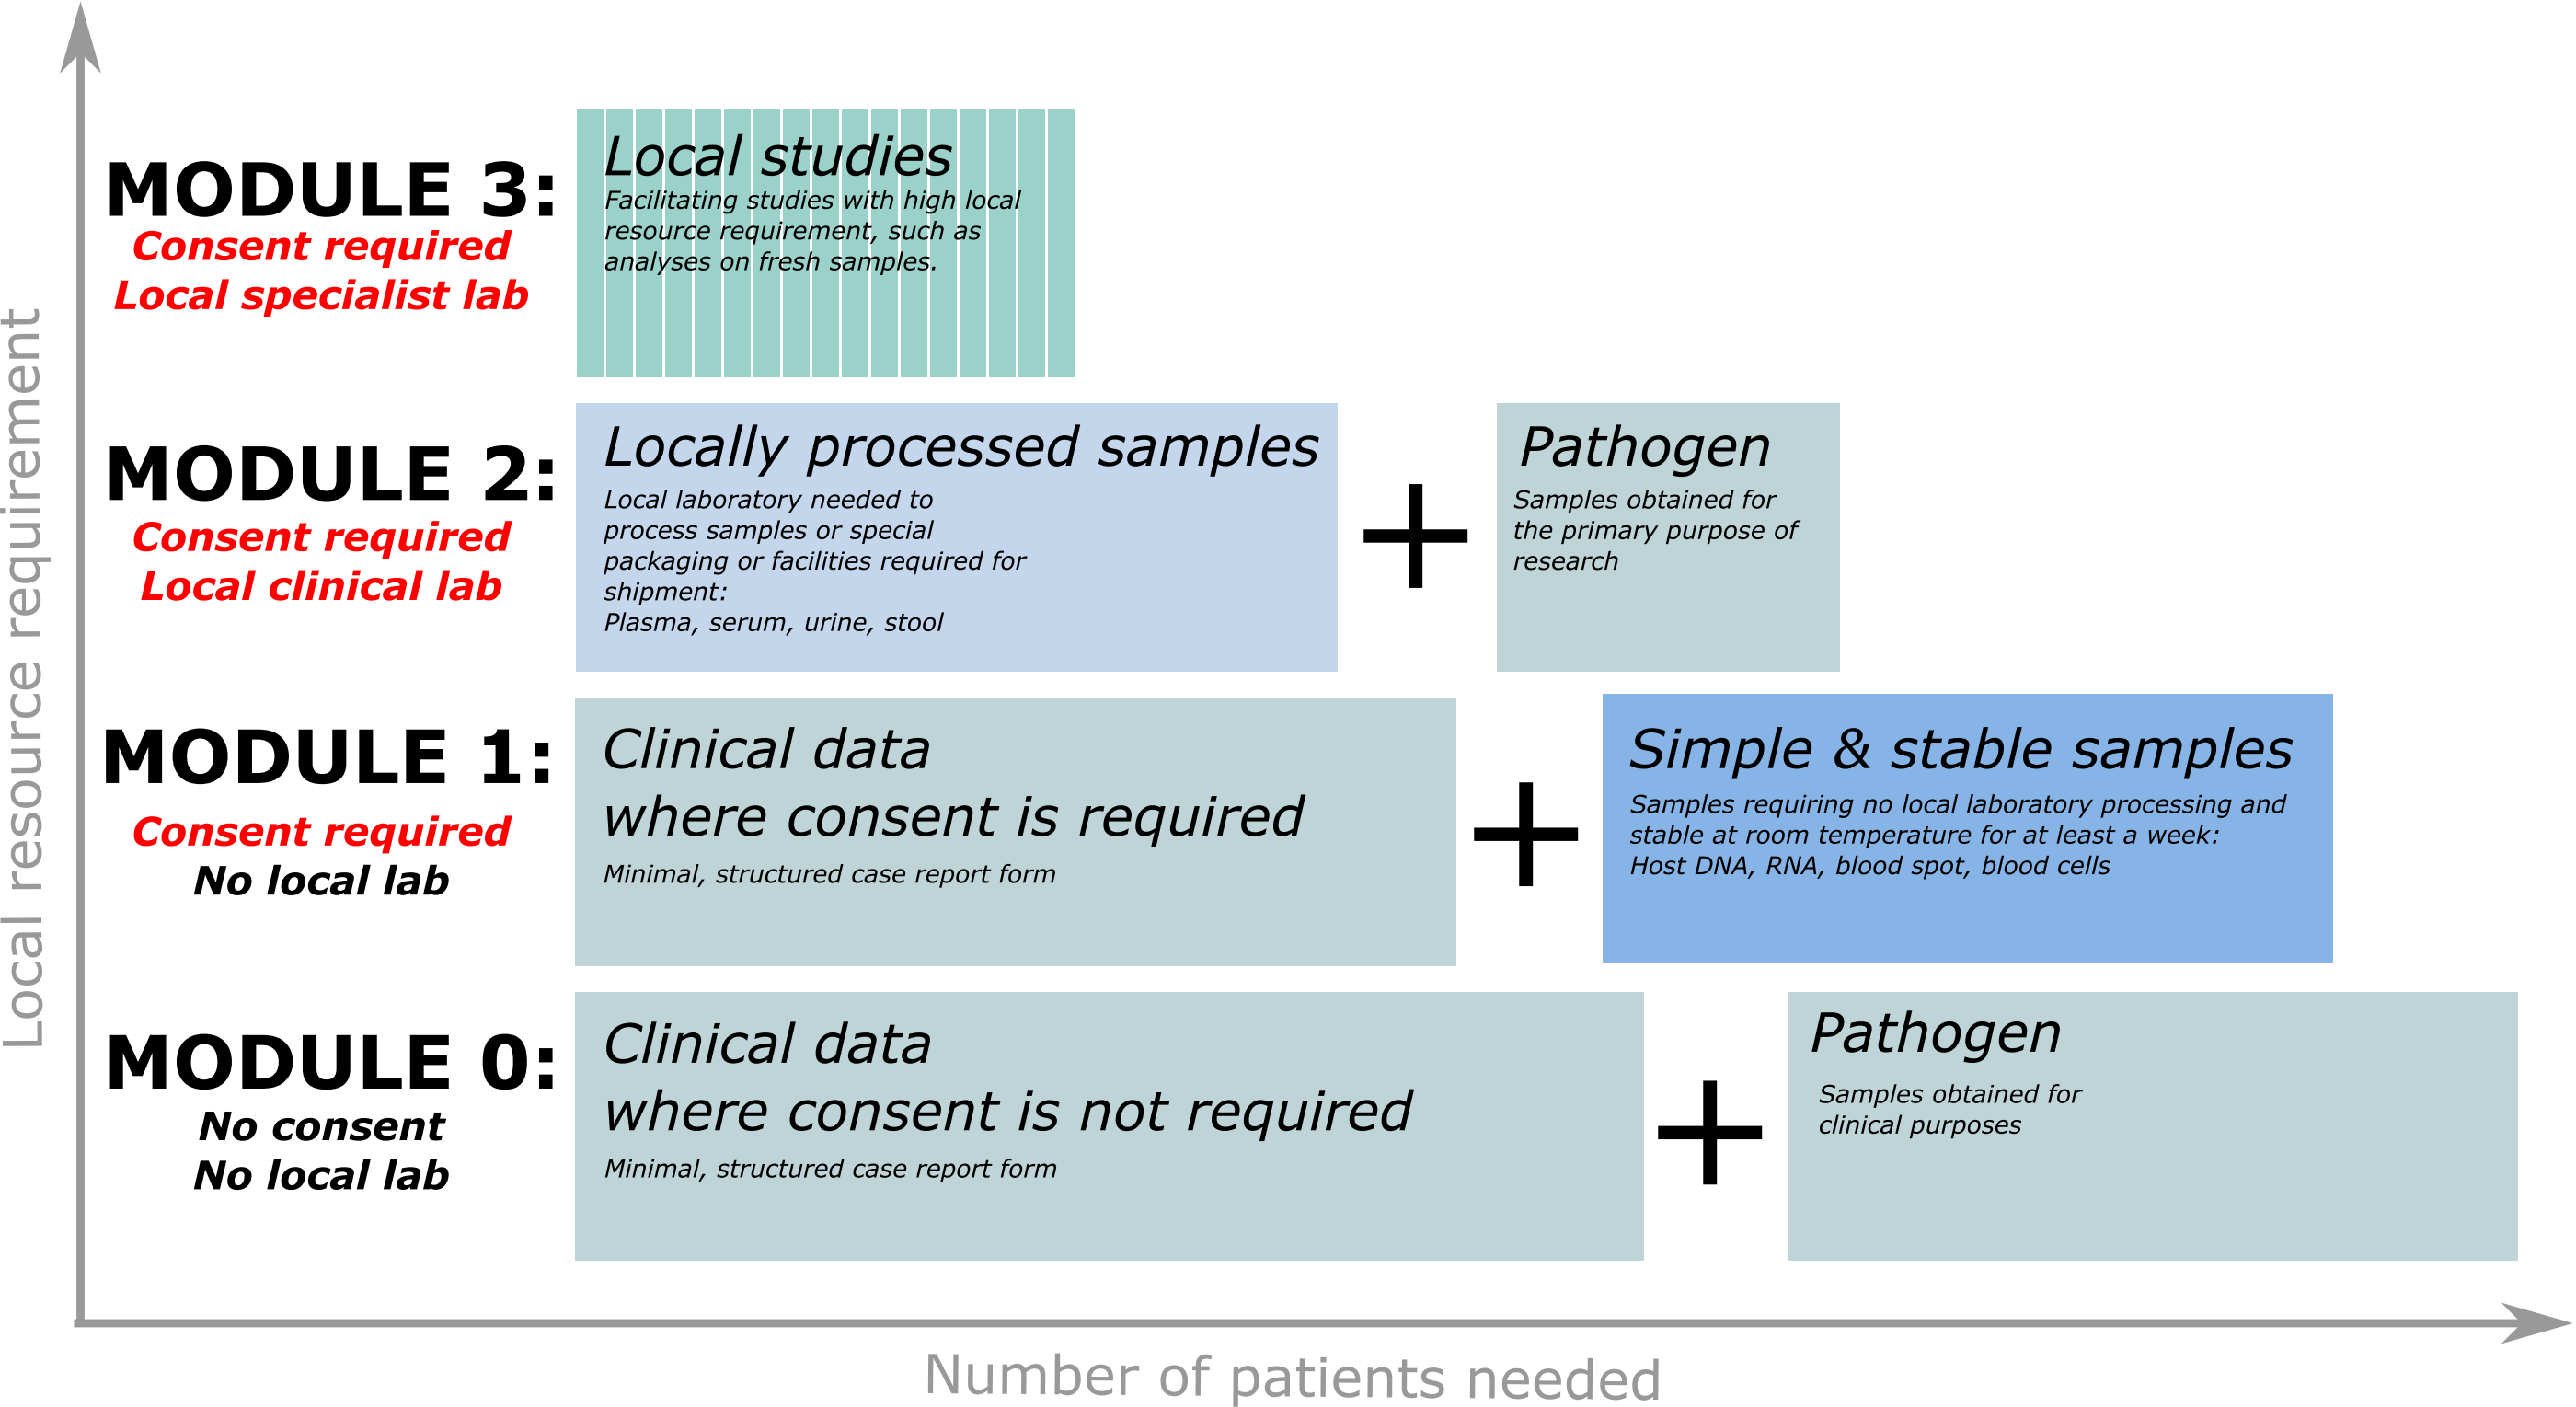 Local resource requirement
MODULE 3:
Consent required
Local specialist lab
Local studies
Facilitating studies with high local
resource requirement, such as
analyses on fresh samples.
MODULE 2:
Consent required
Local clinical lab
Locally processed samples
Local laboratory needed to
process samples or special
packaging or facilities required for
shipment:
Plasma, serum, urine, stool
+
Pathogen
Samples obtained for
the primary purpose of
research
MODULE 1:
Consent required
No local lab
Clinical data
where consent is required
Minimal, structured case report form
+
Simple & stable samples
Samples requiring no local laboratory processing and
stable at room temperature for at least a week:
Host DNA, RNA, blood spot, blood cells
MODULE 0:
No consent
No local lab
Clinical data
where consent is not required
Minimal, structured case report form
+
Pathogen
Samples obtained for
clinical purposes
Number of patients needed